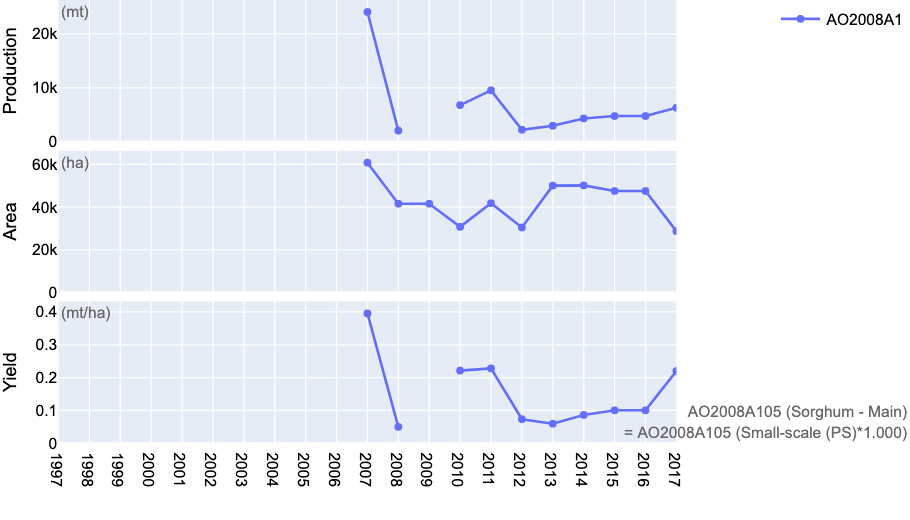 (mt)
AO2008A1
Production
20k
10k
0
(ha)
Area
60k
40k
20k
0
(mt/ha)
Yield
0.4
0.3
0.2
0.1
0
AO2008A105 (Sorghum - Main)
= AO2008A105 (Small-scale (PS)*1.000)
1997
1998
1999
2000
2001
2002
2003
2004
2005
2006
2007
2008
2009
2010
2011
2012
2013
2014
2015
2016
2017